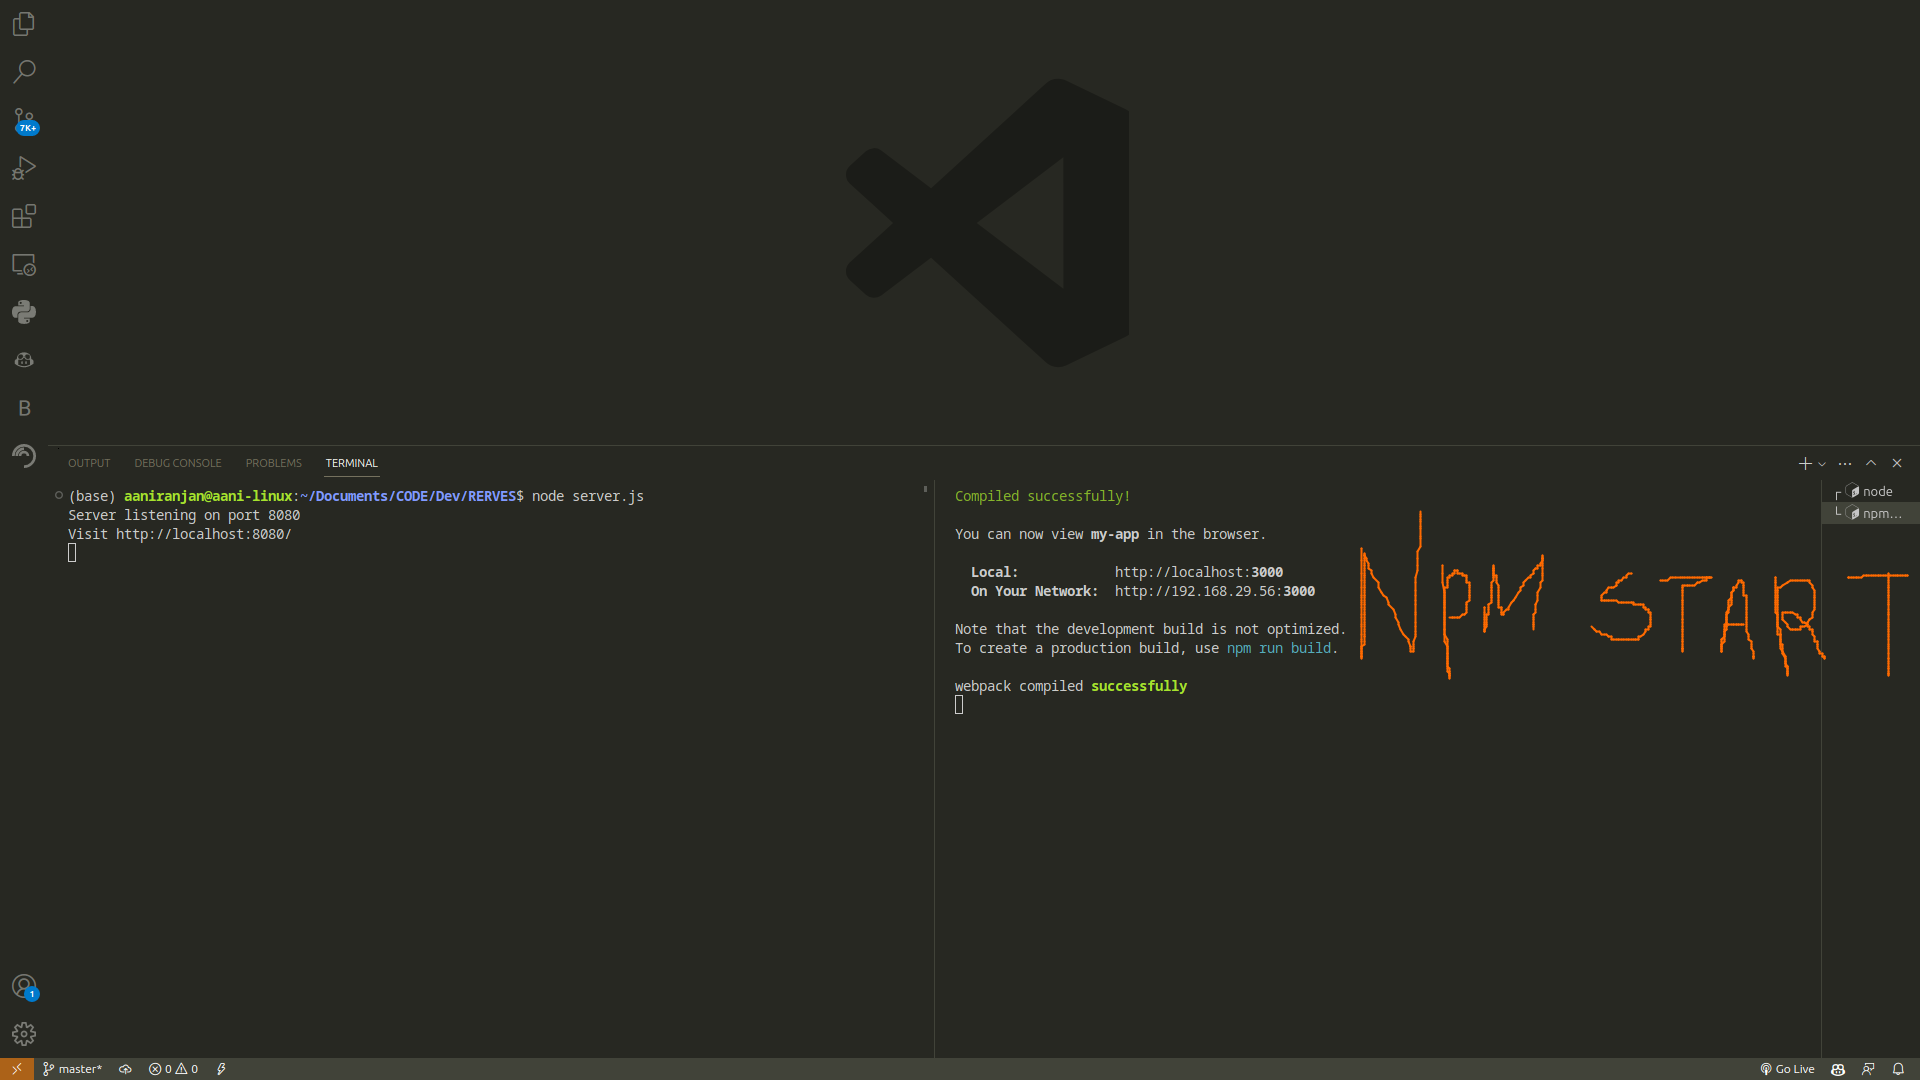 7K+
B
OUTPUT DEBUG CONSOLE PROBLEMS TERMINAL
(base) aaniranjan@aani-linux:~/Documents/CODE/Dev/RERVES$ node server.js
Server listening on port 8080
Visit http://localhost:8080/
Compiled successfully!
You can now view my-app in the browser.
Local: http://localhost:3000
On Your Network: http://192.168.29.56:3000
Note that the development build is not optimized.
To create a production build, use npm run build.
webpack compiled successfully
NPM START
node
npm...
1
master* 0 0 Go Live